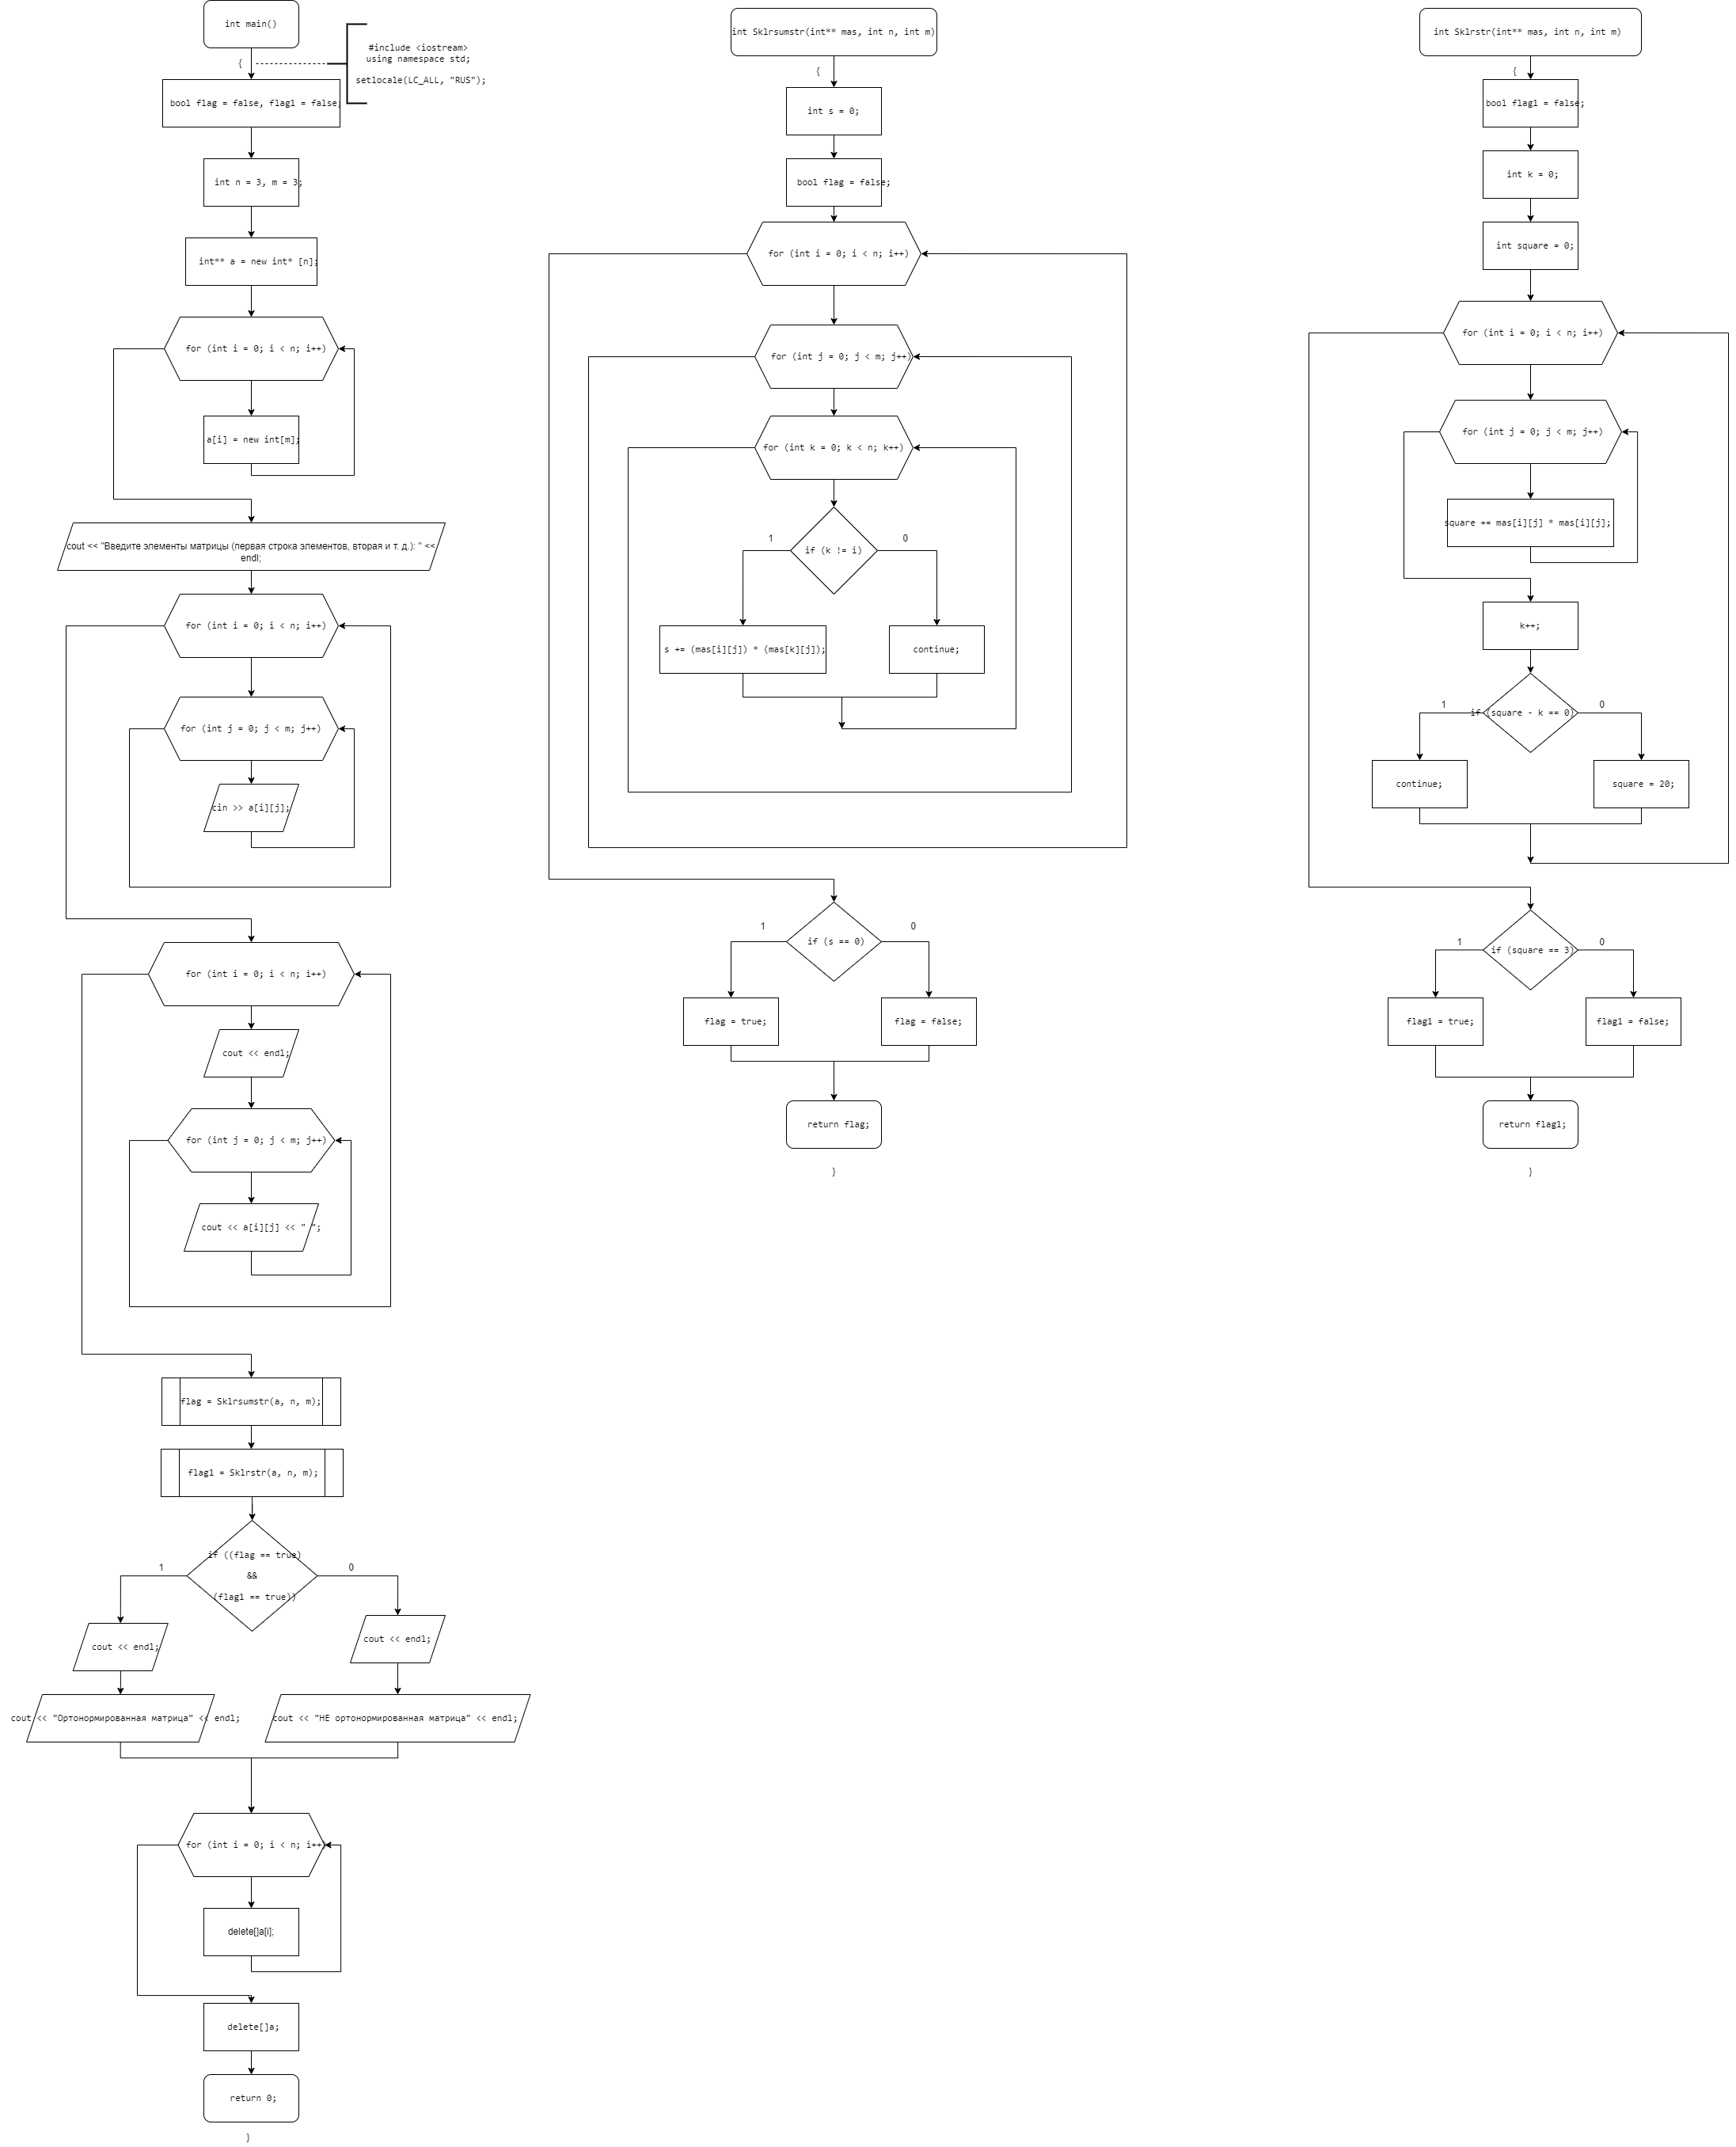 int main()
{
#include <iostream>
using namespace std;
setlocale(LC_ALL, "RUS");
bool flag = false, flag1 = false;
int n = 3, m = 3;
int** a = new int* [n];
for (int i = 0; i < n; i++)
a[i] = new int[m];
cout << "Введите элементы матрицы (первая строка элементов, вторая и т. д.): " <<
endl;
for (int i = 0; i < n; i++)
for (int j = 0; j < m; j++)
cin >> a[i][j];
for (int i = 0; i < n; i++)
cout << endl;
for (int j = 0; j < m; j++)
cout << a[i][j] << " ";
flag = Sklrsumstr(a, n, m);
flag1 = Sklrstr(a, n, m);
if ((flag == true)
&&
(flag1 == true))
1
0
cout << endl;
cout << endl;
cout << "Ортонормированная матрица" << endl;
cout << "НЕ ортонормированная матрица" << endl;
for (int i = 0; i < n; i++)
delete[]a[i];
delete[]a;
return 0;
}
int Sklrsumstr(int** mas, int n, int m)
{
int s = 0;
bool flag = false;
for (int i = 0; i < n; i++)
for (int j = 0; j < m; j++)
for (int k = 0; k < n; k++)
if (k != i)
1
0
s += (mas[i][j]) * (mas[k][j]);
continue;
if (s == 0)
1
0
flag = true;
flag = false;
return flag;
}
int Sklrstr(int** mas, int n, int m)
{
bool flag1 = false;
int k = 0;
int square = 0;
for (int i = 0; i < n; i++)
for (int j = 0; j < m; j++)
square += mas[i][j] * mas[i][j];
k++;
if (square - k == 0)
1
0
continue;
square = 20;
if (square == 3)
1
0
flag1 = true;
flag1 = false;
return flag1;
}